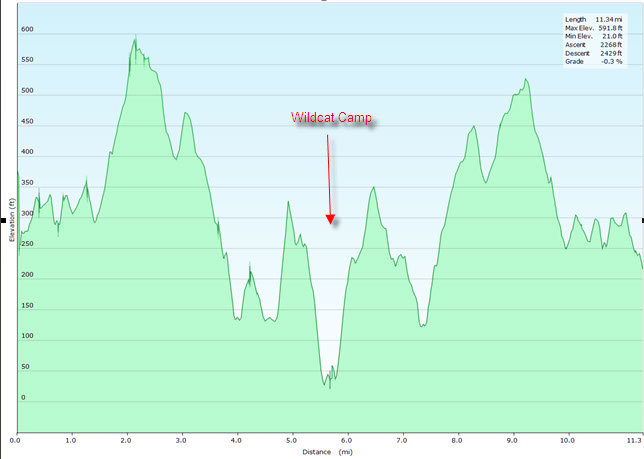 600
550
500
450
400
350
300
250
200
150
100
50
0
Elevation (ft)
Length 11.34 mi
Max Elev. 591.8 ft
Min Elev. 21.0 ft
Ascent 2268 ft
Descent 2429 ft
Grade -0.3 %
Wildcat Camp
0.0 1.0 2.0 3.0 4.0 5.0 6.0 7.0 8.0 9.0 10.0 11.3
Distance (mi)